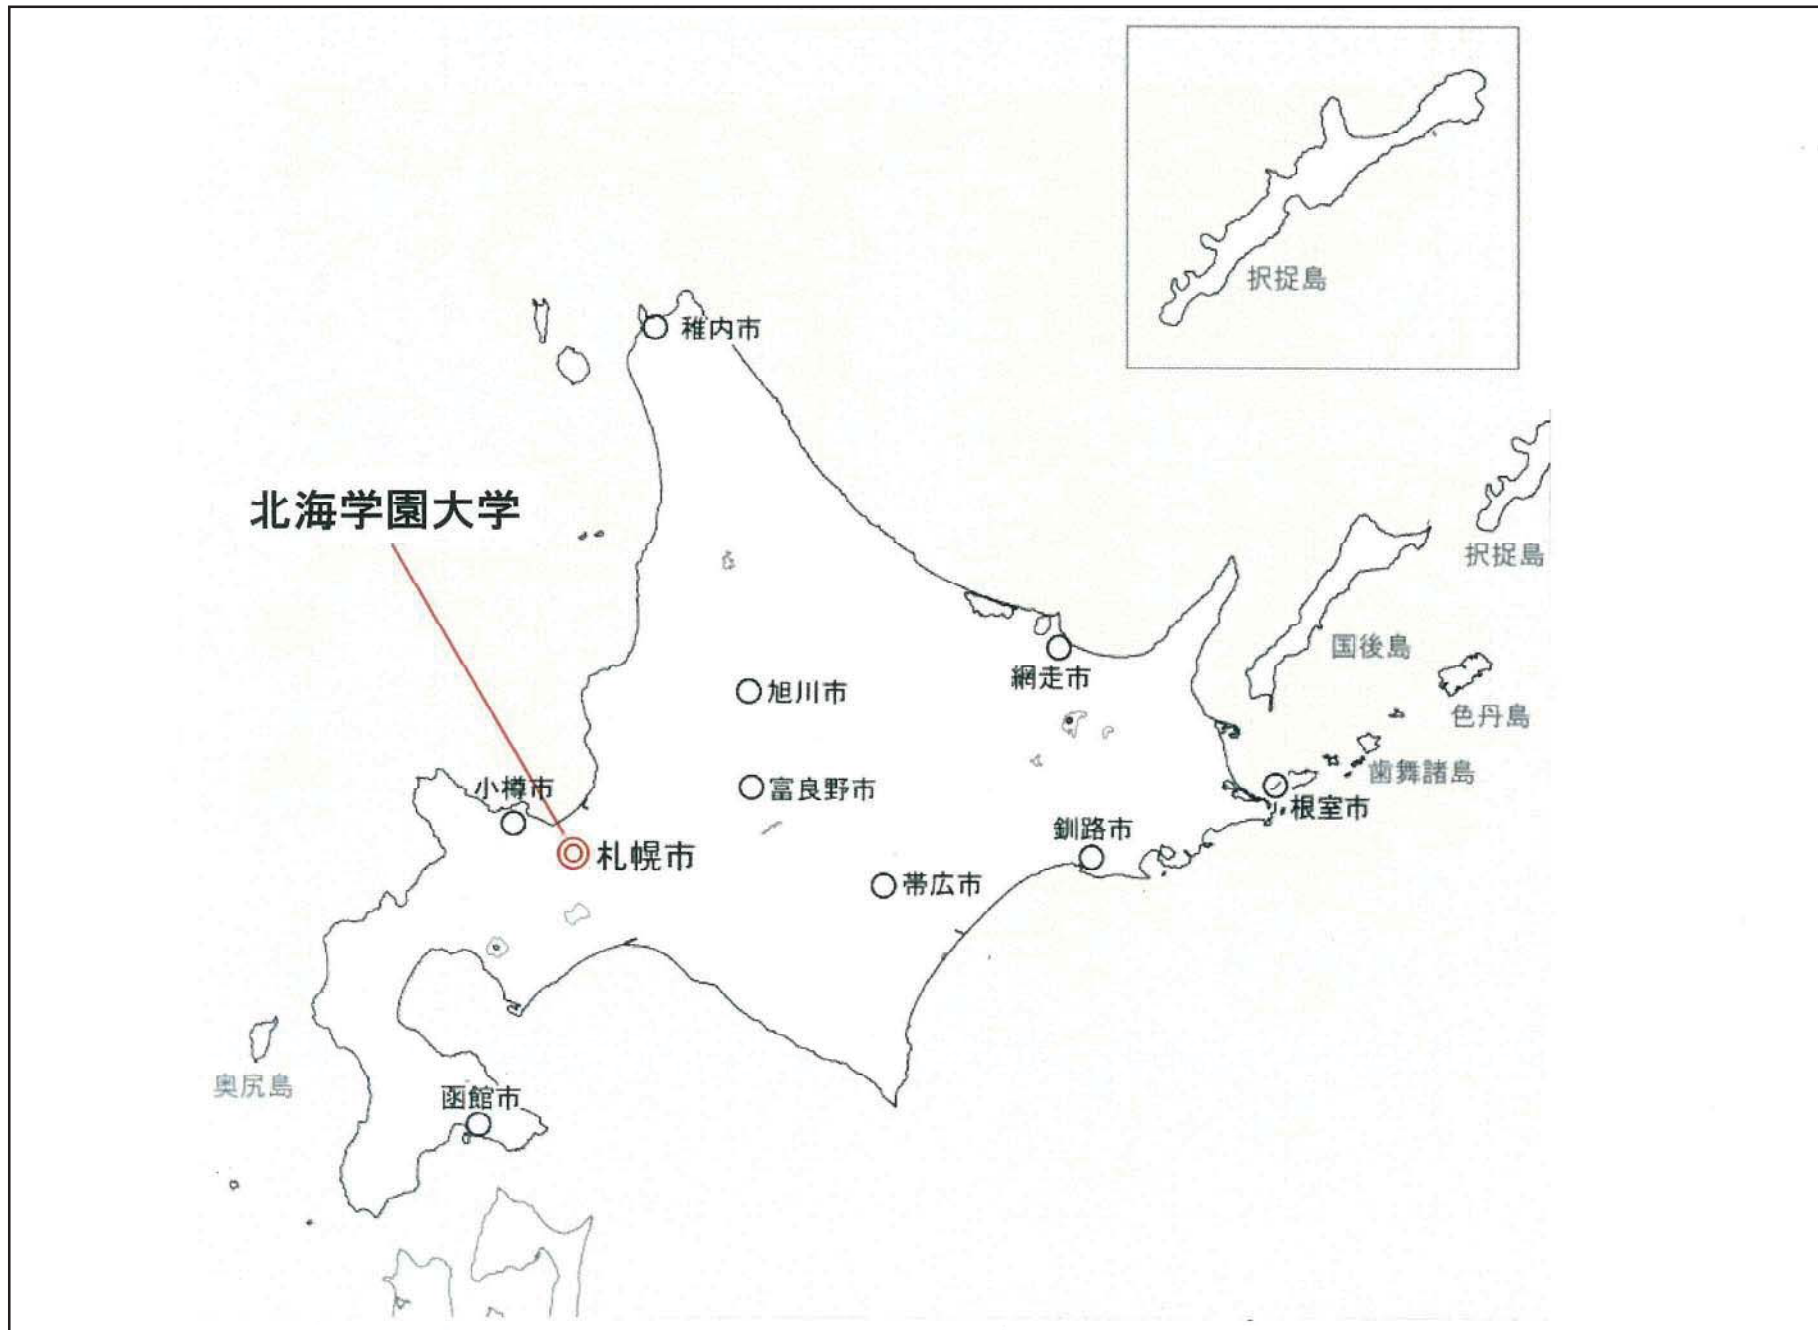 択捉島
稚内市
北海学園大学
択捉島
国後島
網走市
旭川市
色丹島
歯舞諸島
小樽市
富良野市
根室市
釧路市
札幌市
帯広市
奥尻島
函館市